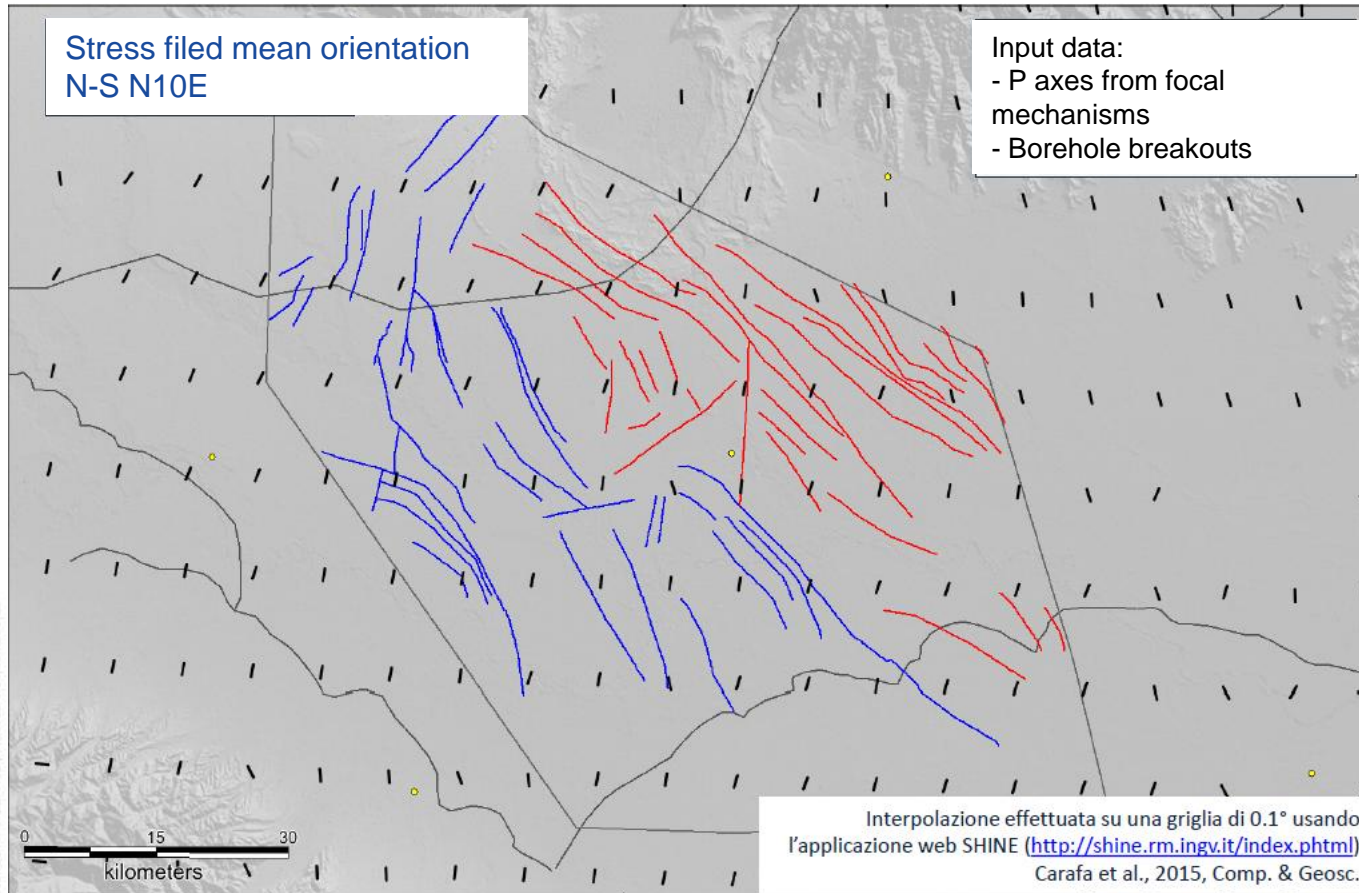 Stress filed mean orientation
N-S N10E
Input data:
- P axes from focal
mechanisms
- Borehole breakouts
0 15 30
kilometers
Interpolazione effettuata su una griglia di 0.1° usando
l'applicazione web SHINE (http://shine.rm.ingv.it/index.phtml)
Carafa et al., 2015, Comp. & Geosc.